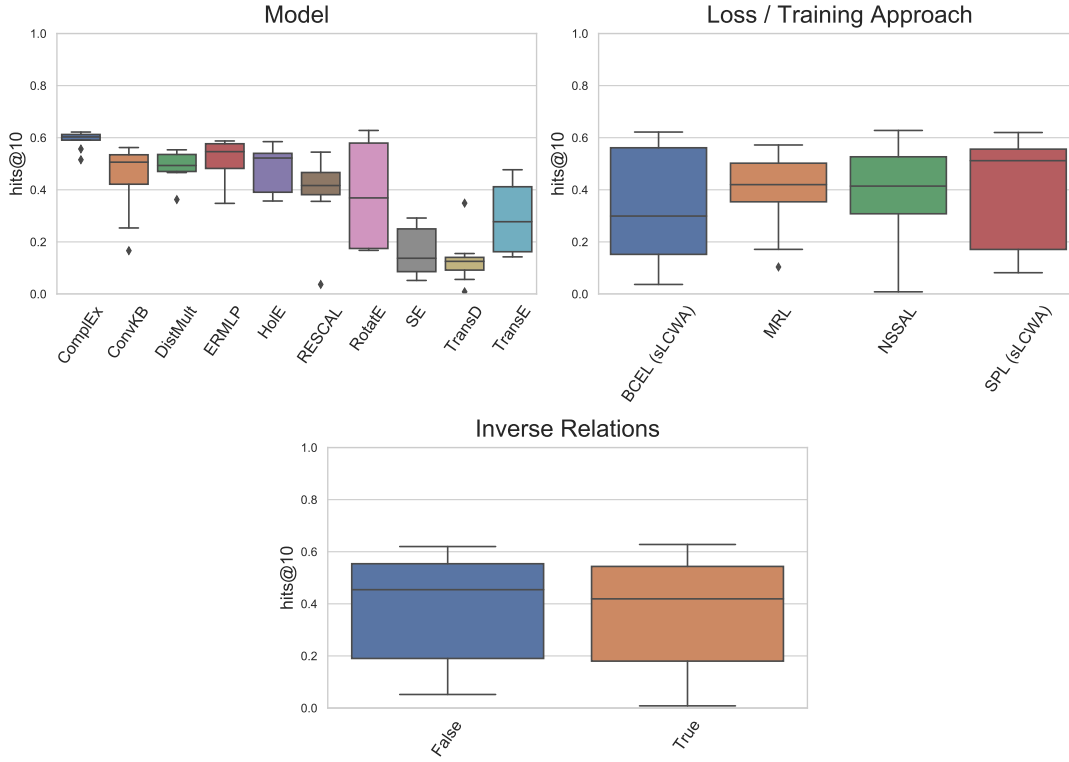 Model
1.0
0.8
0.6
0.4
0.2
0.0
hits@10
ComplEx
ConvKB
DistMult
ERMLP
HolE
RESCAL
RotatE
SE
TransD
TransE
Loss / Training Approach
1.0
0.8
0.6
0.4
0.2
0.0
hits@10
BCEL (sLCWA)
MRL
NSSAL
SPL (sLCWA)
Inverse Relations
1.0
0.8
0.6
0.4
0.2
0.0
hits@10
False
True